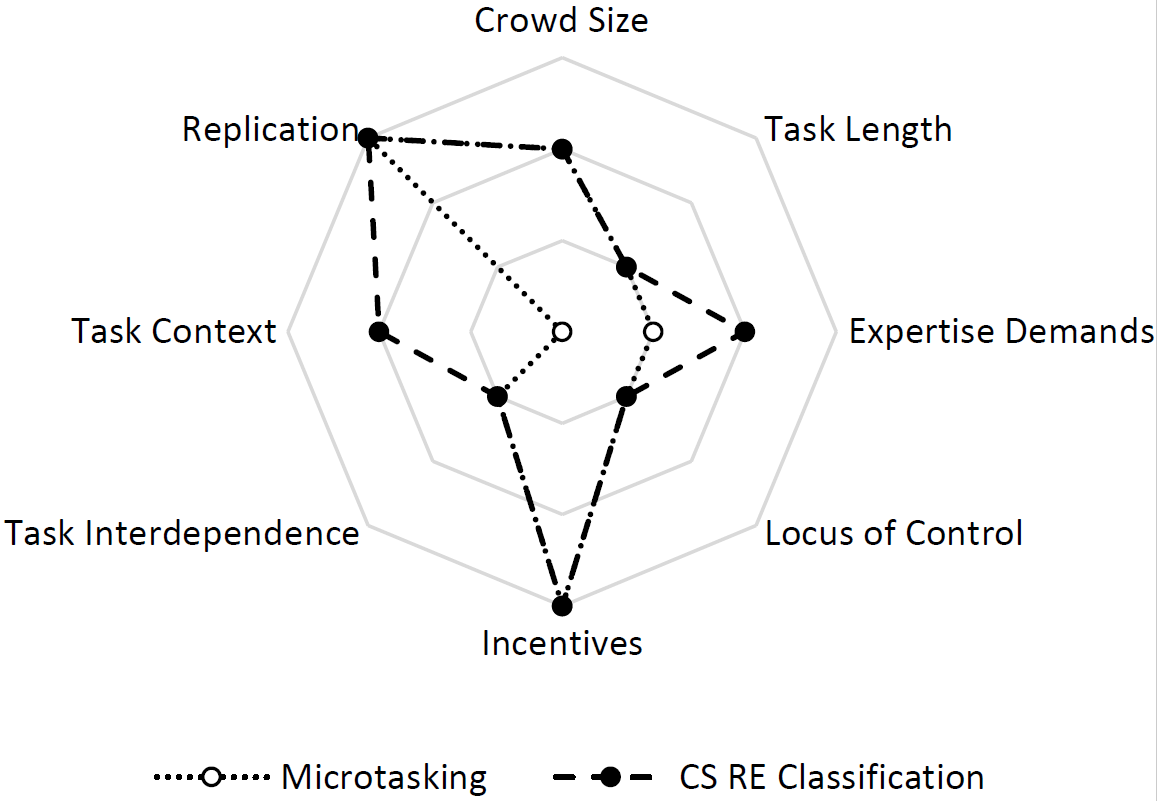 Crowd Size
Replication
Task Length
Task Context
Expertise Demands
Task Interdependence
Locus of Control
Incentives
Microtasking
CS RE Classification